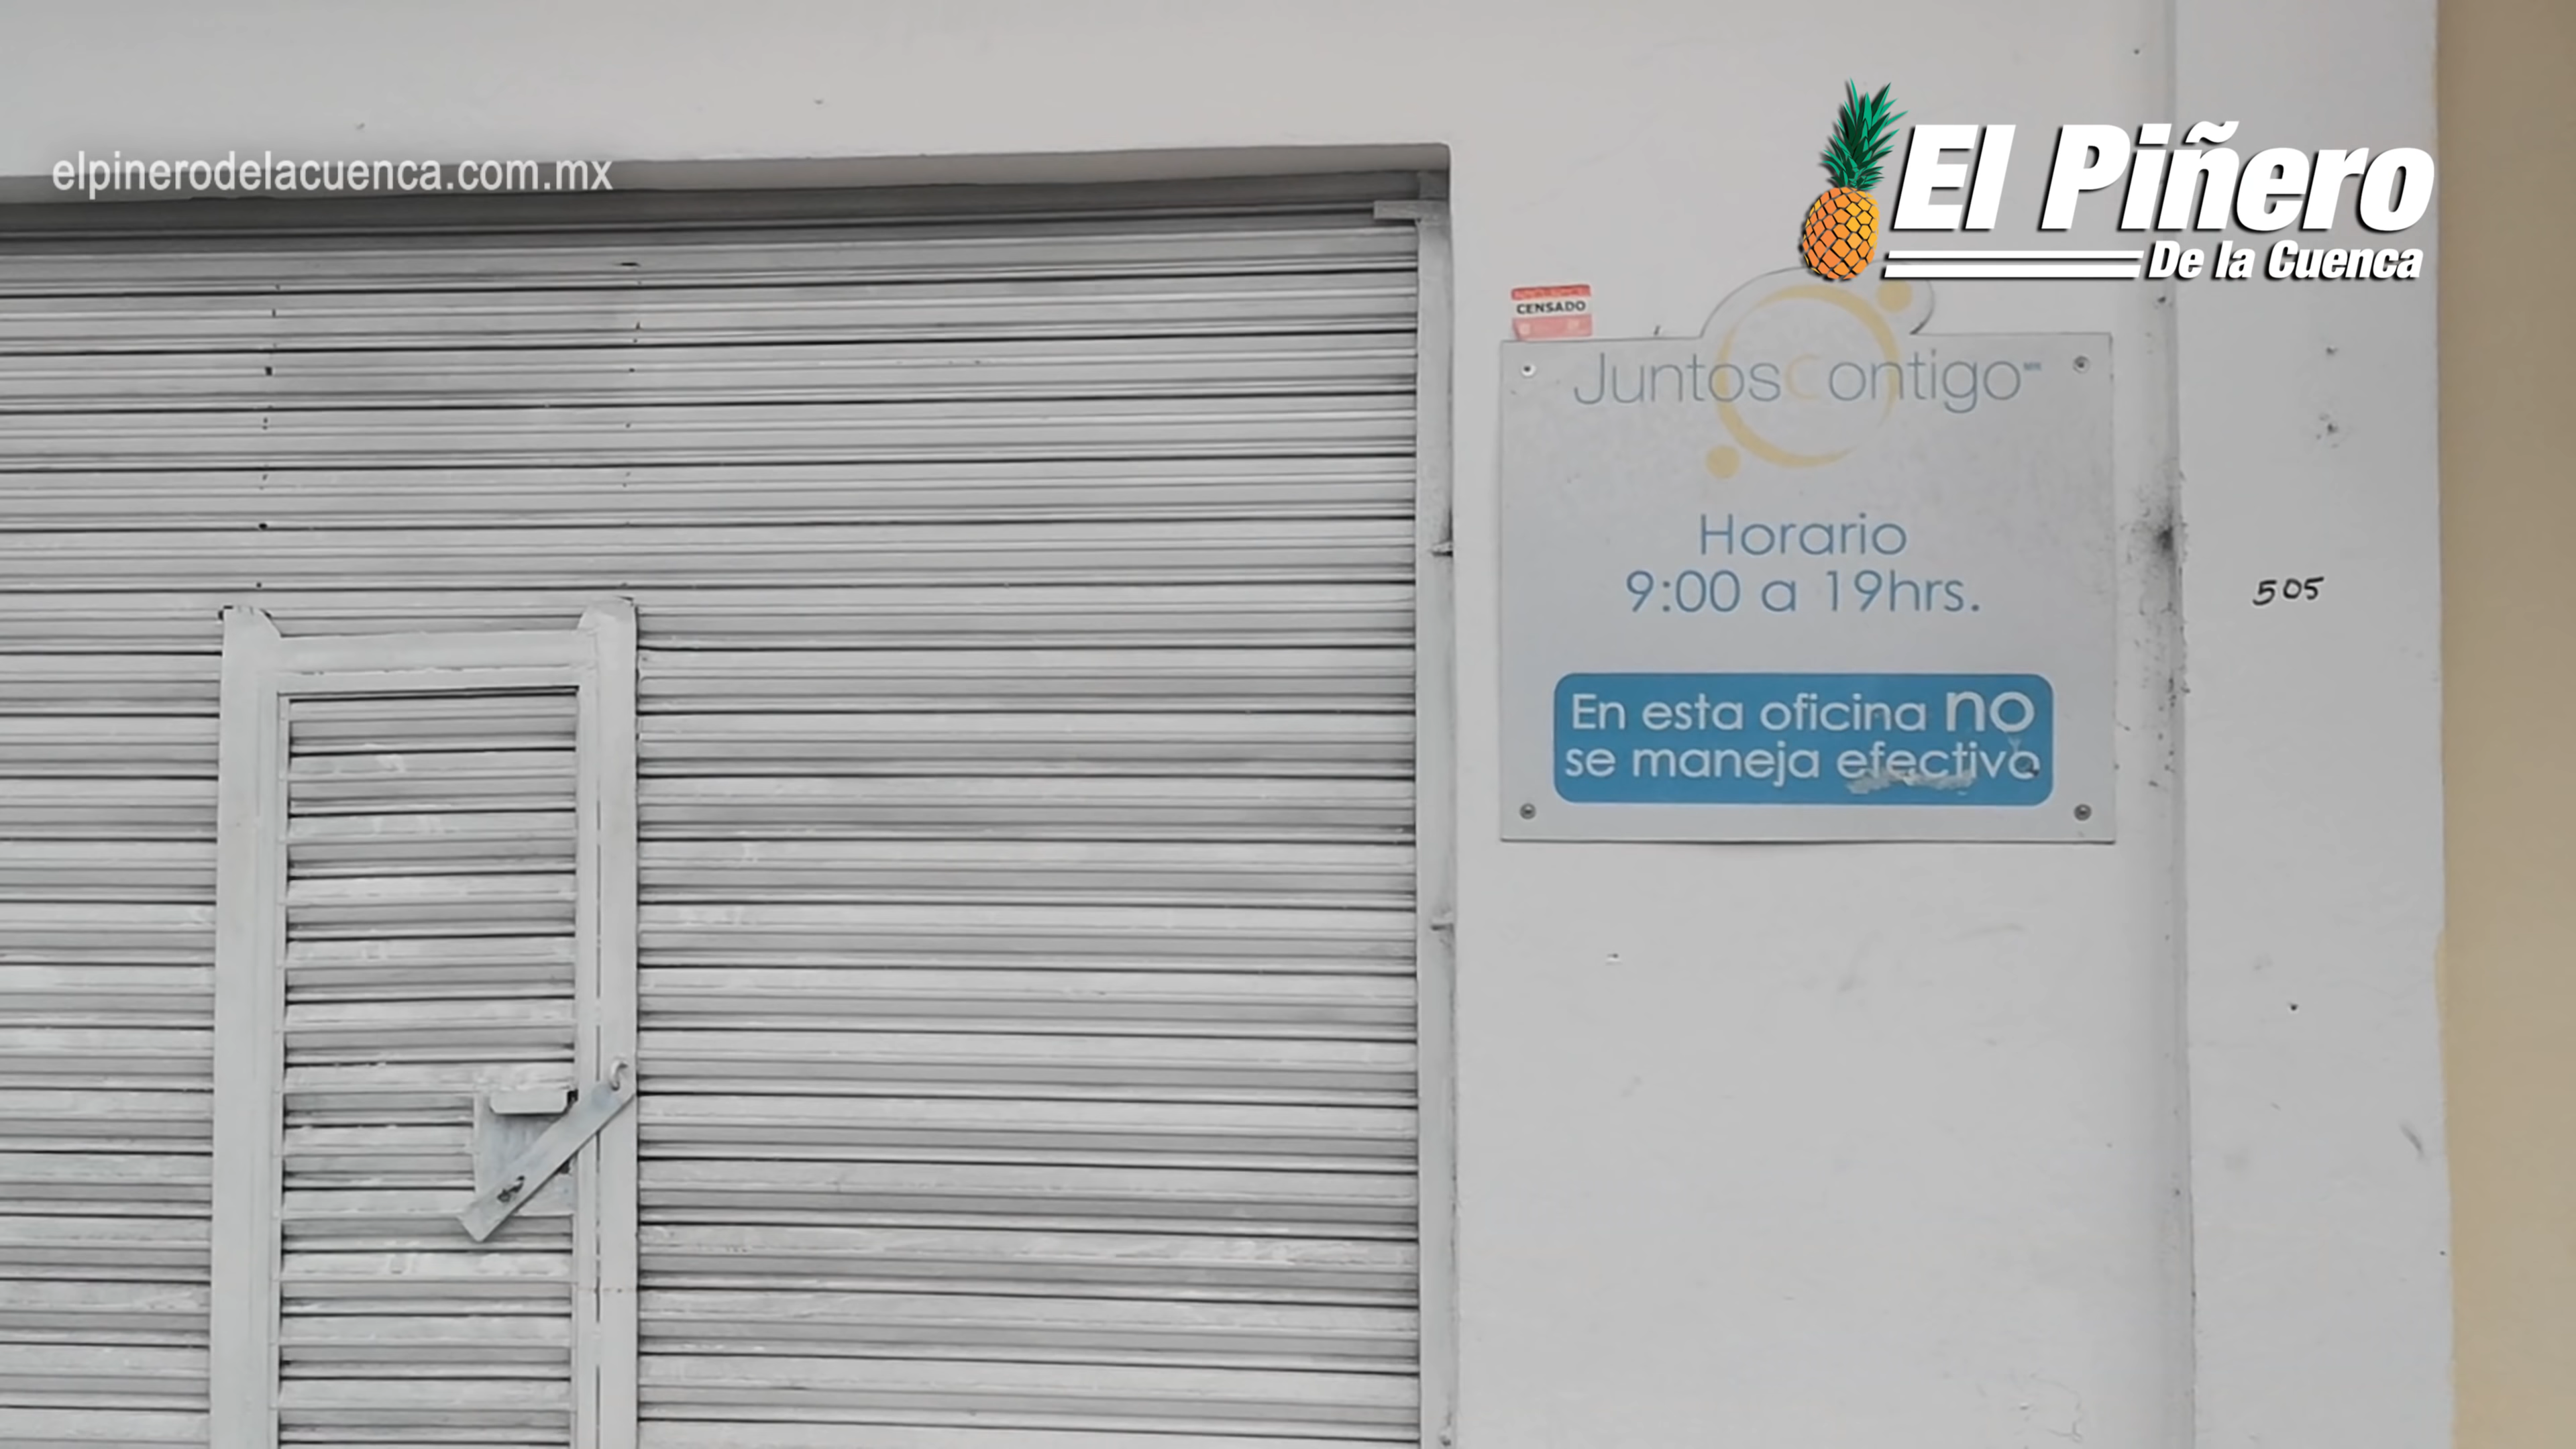 elpinerodelacuenca.com.mx
El Piñero
De la Cuenca
CENSADO
Juntoscontigo
Horario
9:00 a 19hrs.
En esta oficina no
se maneja efectivo
505